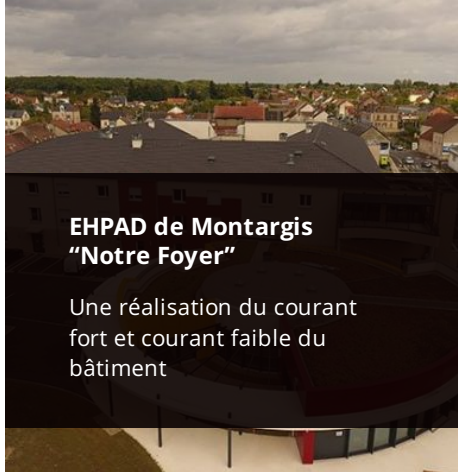 EHPAD de Montargis
“Notre Foyer”
Une réalisation du courant
fort et courant faible du
bâtiment